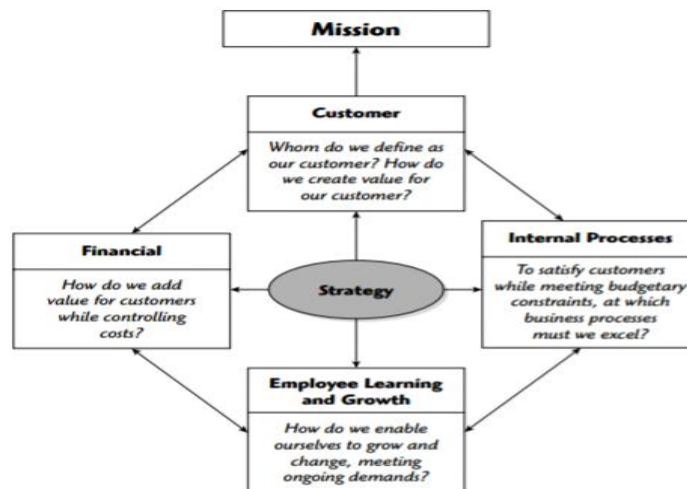 Mission
Customer
Whom do we define as
our customer? How do
we create value for
our customer?
Financial
How do we add
value for customers
while controlling
costs?
Strategy
Internal Processes
To satisfy customers
while meeting budgetary
constraints, at which
business processes
must we excel?
Employee Learning
and Growth
How do we enable
ourselves to grow and
change, meeting
ongoing demands?